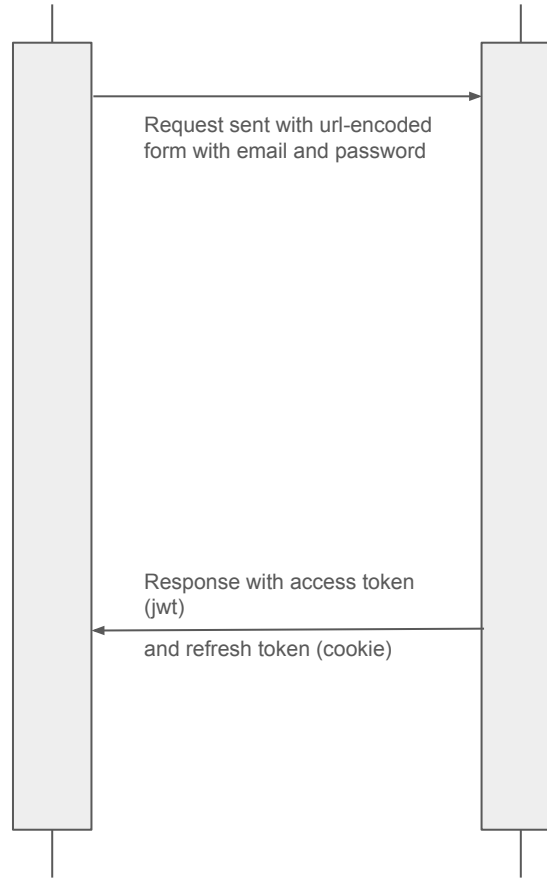 Request sent with url-encoded
form with email and password
Response with access token
(jwt)
and refresh token (cookie)